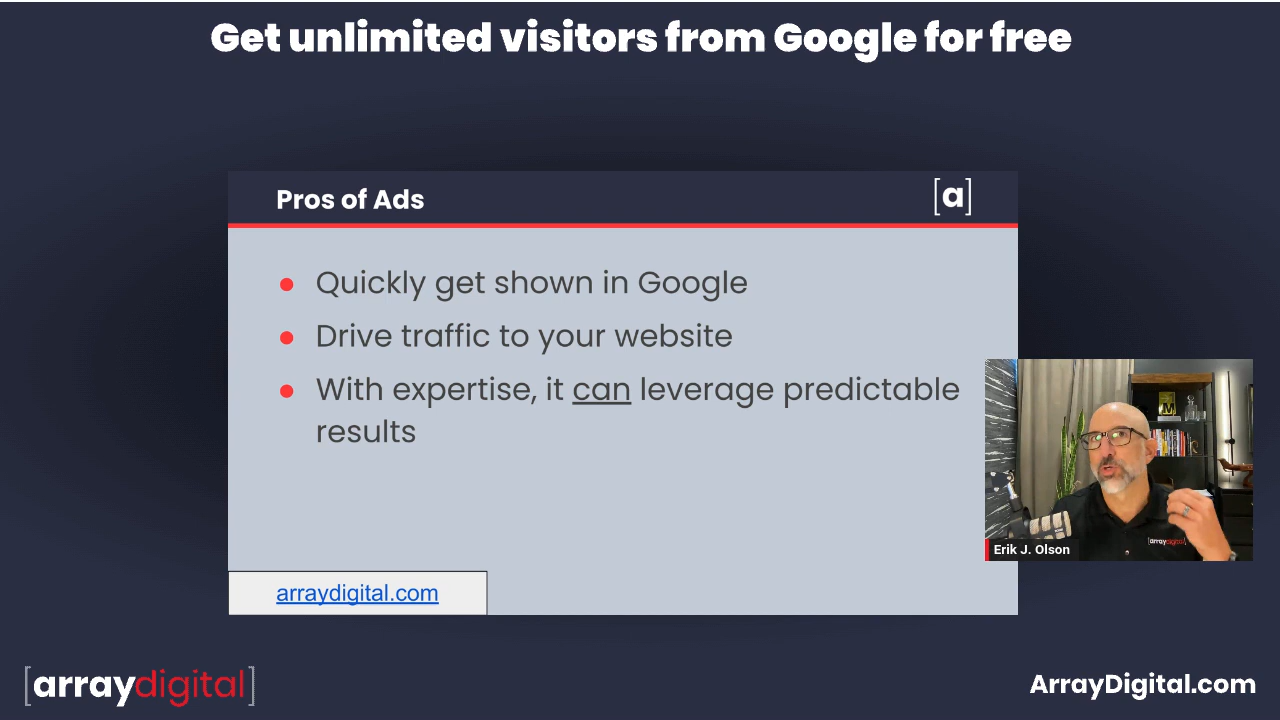 Get unlimited visitors from Google for free
Pros of Ads
[a]
● Quickly get shown in Google
● Drive traffic to your website
● With expertise, it can leverage predictable
results
Erik J. Olson
[arraydigital]
arraydigital.com
[arraydigital]
ArrayDigital.com